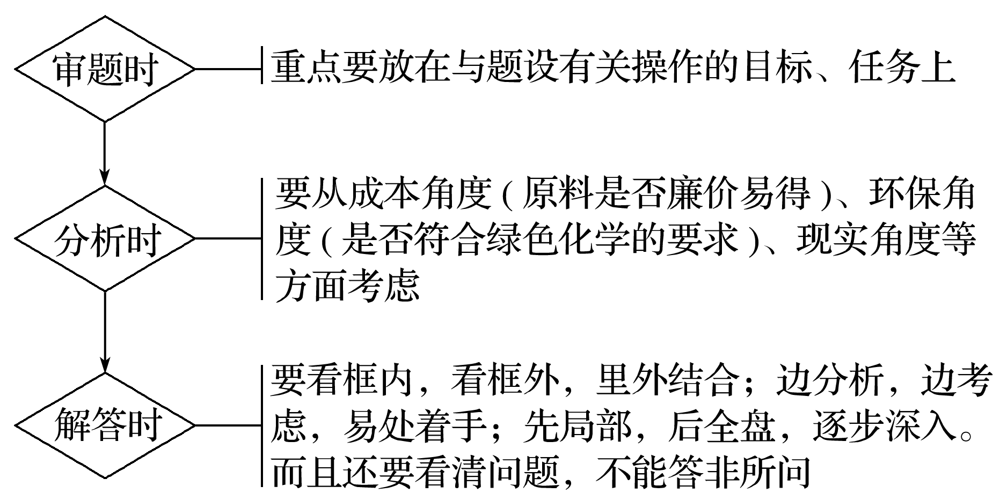 审题时
重点要放在与题设有关操作的目标、任务上
分析时
要从成本角度(原料是否廉价易得)、环保角
度(是否符合绿色化学的要求)、现实角度等
方面考虑
解答时
要看框内，看框外，里外结合；边分析，边考
虑，易处着手；先局部，后全盘，逐步深入。
而且还要看清问题，不能答非所问